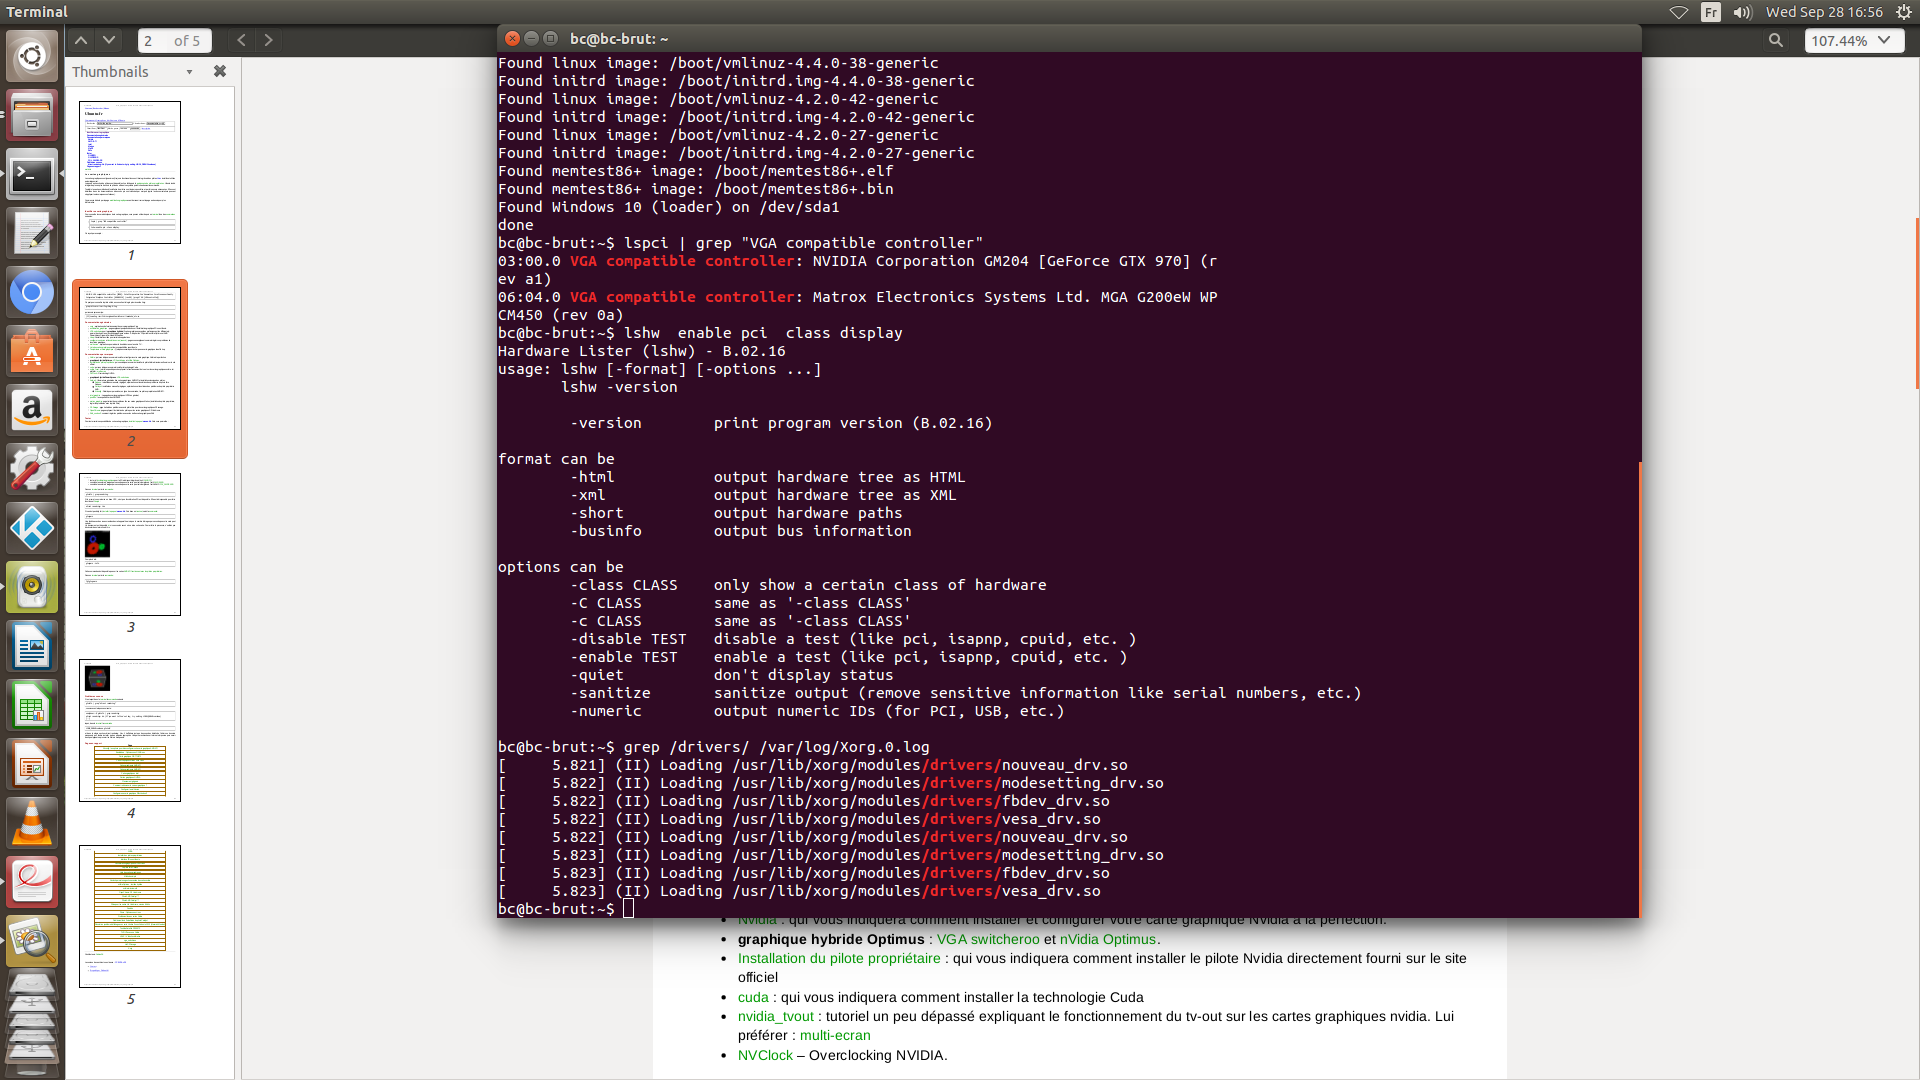 Terminal
Fr
Wed Sep 28 16:56
2 of 5
bc@bc-brut: ~
107.44%
Thumbnails
1
2
3
4
5
Found linux image: /boot/vmlinuz-4.4.0-38-generic
Found initrd image: /boot/initrd.img-4.4.0-38-generic
Found linux image: /boot/vmlinuz-4.2.0-42-generic
Found initrd image: /boot/initrd.img-4.2.0-42-generic
Found linux image: /boot/vmlinuz-4.2.0-27-generic
Found initrd image: /boot/initrd.img-4.2.0-27-generic
Found memtest86+ image: /boot/memtest86+.elf
Found memtest86+ image: /boot/memtest86+.bin
Found Windows 10 (loader) on /dev/sda1
done
bc@bc-brut:~$ lspci | grep "VGA compatible controller"
03:00.0 VGA compatible controller: NVIDIA Corporation GM204 [GeForce GTX 970] (r
ev a1)
06:04.0 VGA compatible controller: Matrox Electronics Systems Ltd. MGA G200eW WP
CM450 (rev 0a)
bc@bc-brut:~$ lshw  enable pci  class display
Hardware Lister (lshw) - B.02.16
usage: lshw [-format] [-options ...]
       lshw -version
        -version        print program version (B.02.16)
format can be
        -html           output hardware tree as HTML
        -xml            output hardware tree as XML
        -short          output hardware paths
        -businfo        output bus information
options can be
        -class CLASS    only show a certain class of hardware
        -C CLASS        same as '-class CLASS'
        -c CLASS        same as '-class CLASS'
        -disable TEST   disable a test (like pci, isapnp, cpuid, etc. )
        -enable TEST    enable a test (like pci, isapnp, cpuid, etc. )
        -quiet          don't display status
        -sanitize       sanitize output (remove sensitive information like serial numbers, etc.)
        -numeric        output numeric IDs (for PCI, USB, etc.)
bc@bc-brut:~$ grep /drivers/ /var/log/Xorg.0.log
[     5.821] (II) Loading /usr/lib/xorg/modules/drivers/nouveau_drv.so
[     5.822] (II) Loading /usr/lib/xorg/modules/drivers/modesetting_drv.so
[     5.822] (II) Loading /usr/lib/xorg/modules/drivers/fbdev_drv.so
[     5.822] (II) Loading /usr/lib/xorg/modules/drivers/vesa_drv.so
[     5.822] (II) Loading /usr/lib/xorg/modules/drivers/nouveau_drv.so
[     5.823] (II) Loading /usr/lib/xorg/modules/drivers/modesetting_drv.so
[     5.823] (II) Loading /usr/lib/xorg/modules/drivers/fbdev_drv.so
[     5.823] (II) Loading /usr/lib/xorg/modules/drivers/vesa_drv.so
bc@bc-brut:~$
• Nvidia : qui vous indiquera comment installer et configurer votre carte graphique Nvidia à la perfection.
• graphique hybride Optimus : VGA switcheroo et nVidia Optimus.
• Installation du pilote propriétaire : qui vous indiquera comment installer le pilote Nvidia directement fourni sur le site
officiel
• cuda : qui vous indiquera comment installer la technologie Cuda
• nvidia_tvout : tutoriel un peu dépassé expliquant le fonctionnement du tv-out sur les cartes graphiques nvidia. Lui
préférer : multi-ecran
• NVClock – Overclocking NVIDIA.